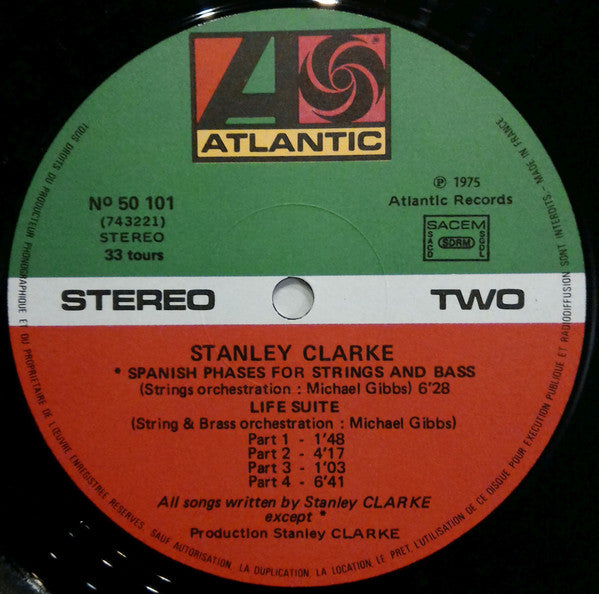 ATLANTIC
®
Nº 50 101
(743221)
STEREO
33 tours
℗ 1975
Atlantic Records
SACEM
SACD
SDRM
SGDL
STEREO
TWO
STANLEY CLARKE
* SPANISH PHASES FOR STRINGS AND BASS
(Strings orchestration : Michael Gibbs) 6'28
LIFE SUITE
(String & Brass orchestration : Michael Gibbs)
Part 1 - 1'48
Part 2 - 4'17
Part 3 - 1'03
Part 4 - 6'41
All songs written by Stanley CLARKE
except *
Production Stanley CLARKE
TOUS DROITS DU PRODUCTEUR PHONOGRAPHIQUE ET DU PROPRIETAIRE DE L'ŒUVRE ENREGISTREE RESERVES. SAUF AUTORISATION, LA DUPLICATION, LA LOCATION, LE PRET, L'UTILISATION DE CE DISQUE POUR EXECUTION PUBLIQUE ET RADIODIFFUSION SONT INTERDITS. - MADE IN FRANCE